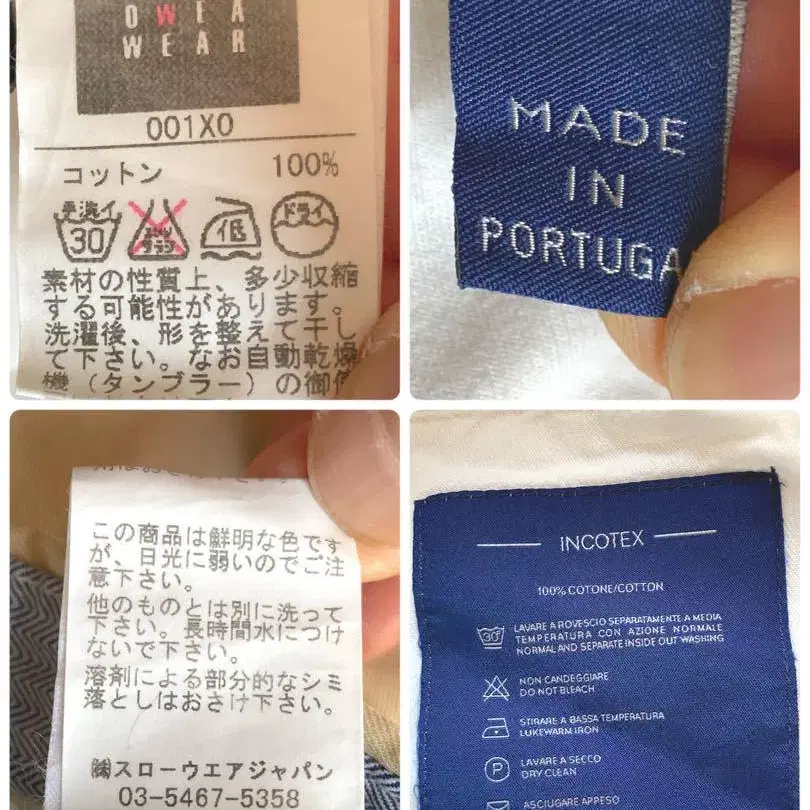 OWEA
WEAR
001X0
コットン 100%
手洗イ 30 エンソサラシ 低 ドライ
素材の性質上、多少収縮
する可能性があります。
洗濯後、形を整えて干し
て下さい。なお自動乾燥
機(タンブラー)の御使
MADE
IN
PORTUGA
この商品は鮮明な色です
が、日光に弱いのでご注
意下さい。
他のものとは別に洗って
下さい。長時間水につけ
ないで下さい。
溶剤による部分的なシミ
落としはおさけ下さい。
㈱スローウエアジャパン
03-5467-5358
INCOTEX
100% COTONE/COTTON
30°
LAVARE A ROVESCIO SEPARATAMENTE A MEDIA
TEMPERATURA CON AZIONE NORMALE
NORMAL AND SEPARATE INSIDE OUT WASHING
NON CANDEGGIARE
DO NOT BLEACH
STIRARE A BASSA TEMPERATURA
LUKEWARM IRON
P
LAVARE A SECCO
DRY CLEAN
ASCIUGARE APPESO